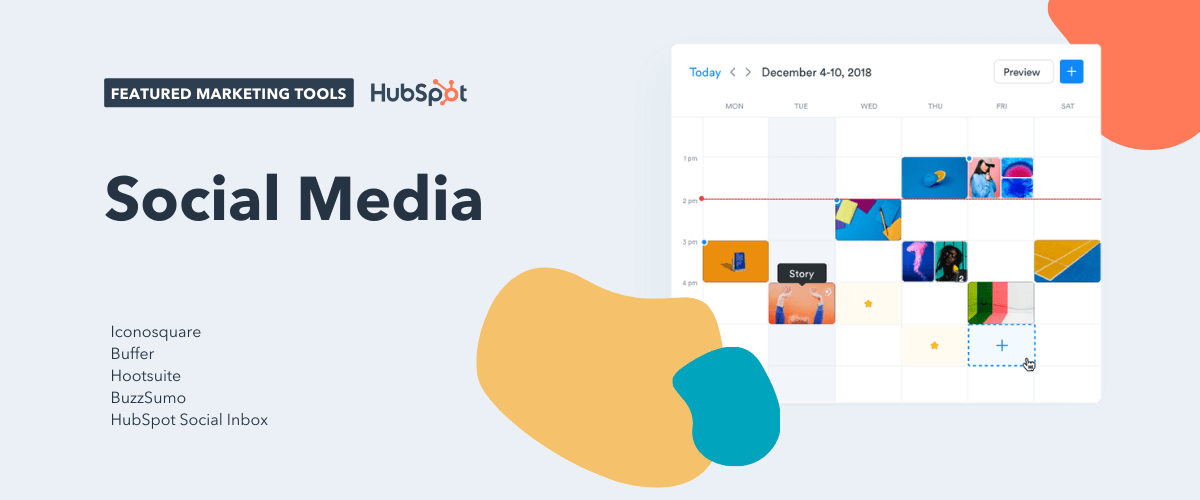 FEATURED MARKETING TOOLS HubSpot
Social Media
Iconosquare
Buffer
Hootsuite
BuzzSumo
HubSpot Social Inbox
Today < > December 4-10, 2018 Preview +
MON TUE WED THU FRI SAT
1 pm
2 pm
3 pm
4 pm
Story
2
+